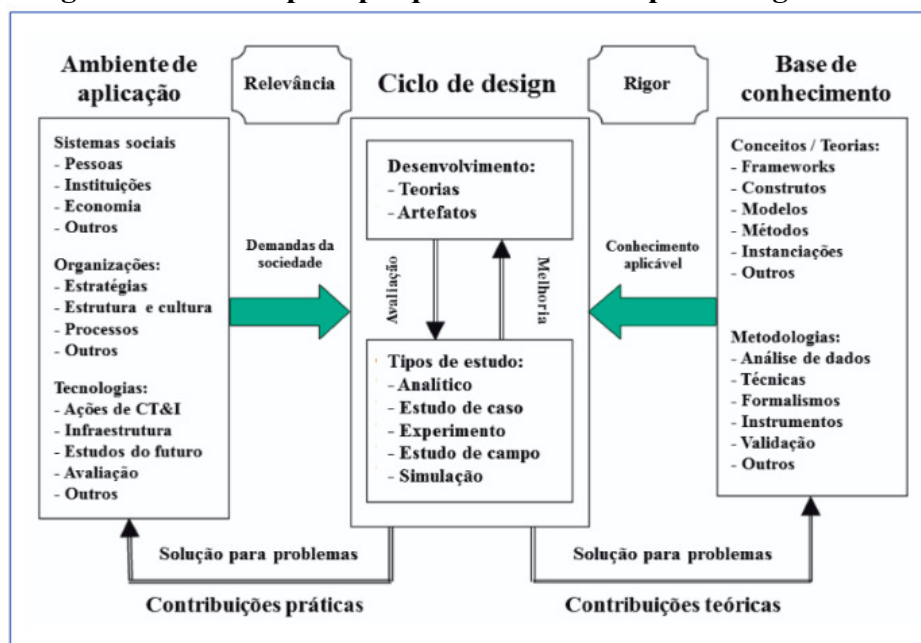 Ambiente de
aplicação
Relevância
Ciclo de design
Rigor
Base de
conhecimento
Sistemas sociais
- Pessoas
- Instituições
- Economia
- Outros
Organizações:
- Estratégias
- Estrutura e cultura
- Processos
- Outros
Tecnologias:
- Ações de CT&I
- Infraestrutura
- Estudos do futuro
- Avaliação
- Outros
Demandas da
sociedade
Desenvolvimento:
- Teorias
- Artefatos
Avaliação
Melhoria
Tipos de estudo:
- Analítico
- Estudo de caso
- Experimento
- Estudo de campo
- Simulação
Conhecimento
aplicável
Conceitos / Teorias:
- Frameworks
- Construtos
- Modelos
- Métodos
- Instanciações
- Outros
Metodologias:
- Análise de dados
- Técnicas
- Formalismos
- Instrumentos
- Validação
- Outros
Solução para problemas
Contribuições práticas
Solução para problemas
Contribuições teóricas